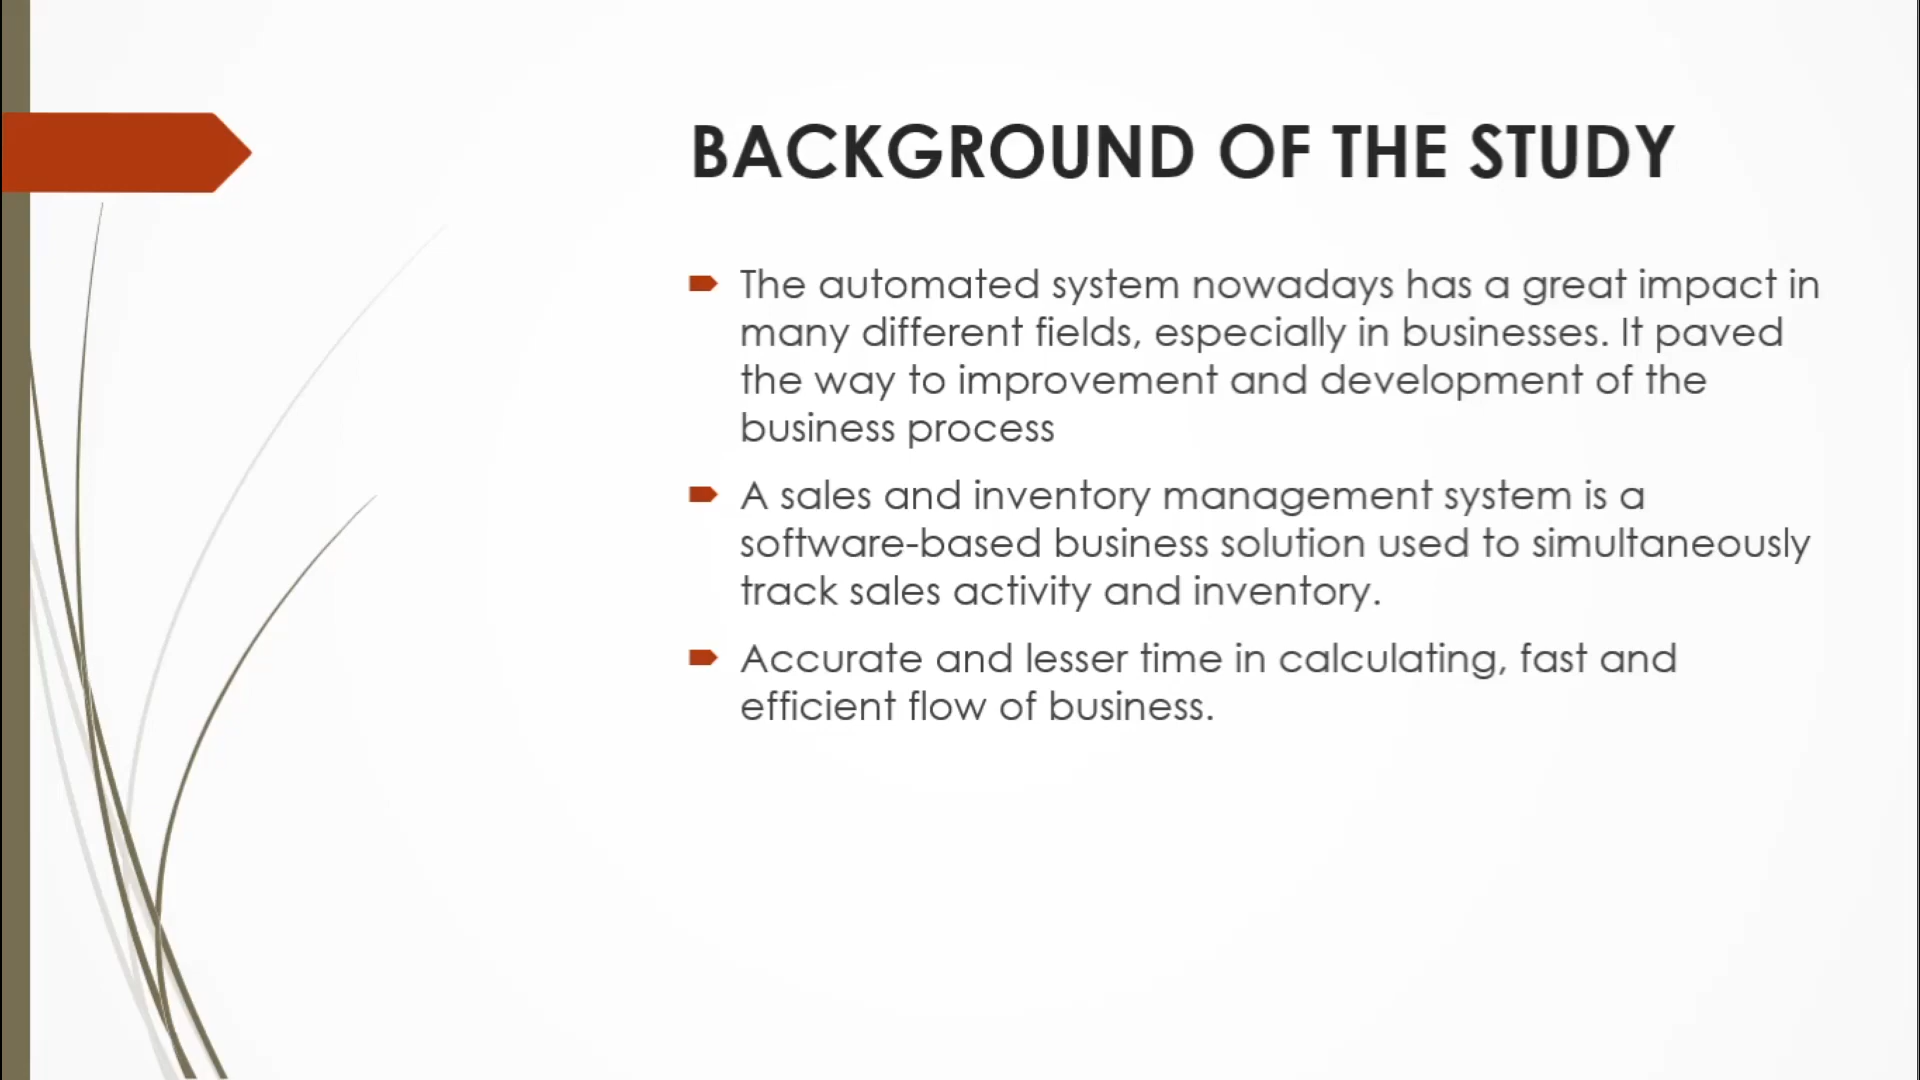 BACKGROUND OF THE STUDY
The automated system nowadays has a great impact in
many different fields, especially in businesses. It paved
the way to improvement and development of the
business process
A sales and inventory management system is a
software-based business solution used to simultaneously
track sales activity and inventory.
Accurate and lesser time in calculating, fast and
efficient flow of business.